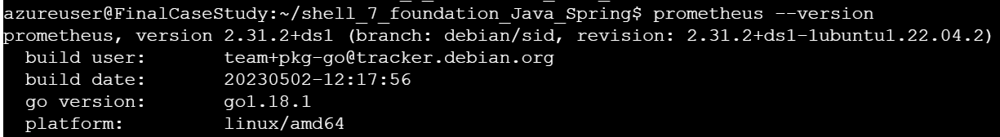 azureuser@FinalCaseStudy:~/shell_7_foundation_Java_Spring$ prometheus --version
prometheus, version 2.31.2+ds1 (branch: debian/sid, revision: 2.31.2+ds1-1ubuntu1.22.04.2)
build user: team+pkg-go@tracker.debian.org
build date: 20230502-12:17:56
go version: go1.18.1
platform: linux/amd64